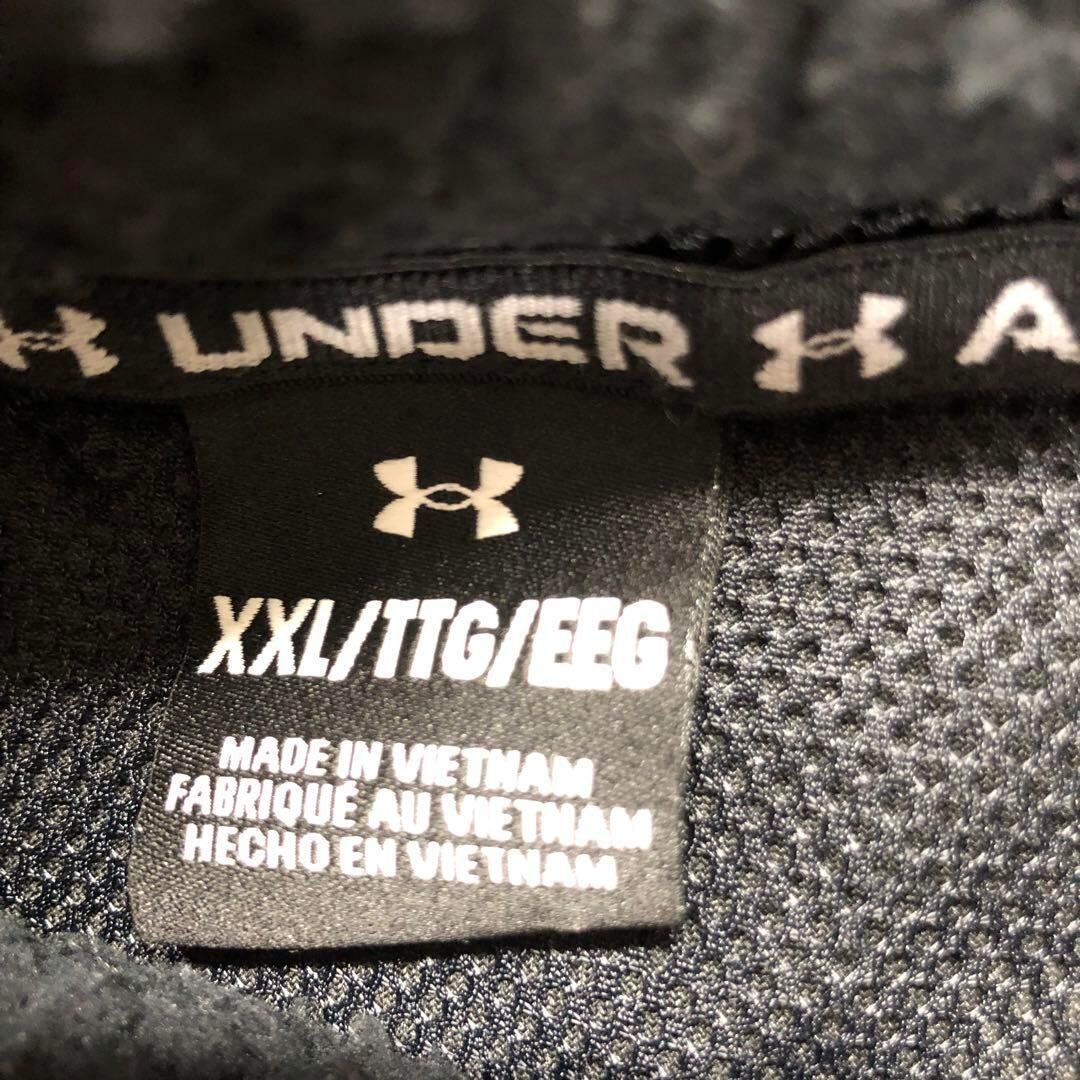 UNDER A
XXL/TTG/EEG
MADE IN VIETNAM
FABRIQUÉ AU VIETNAM
HECHO EN VIETNAM